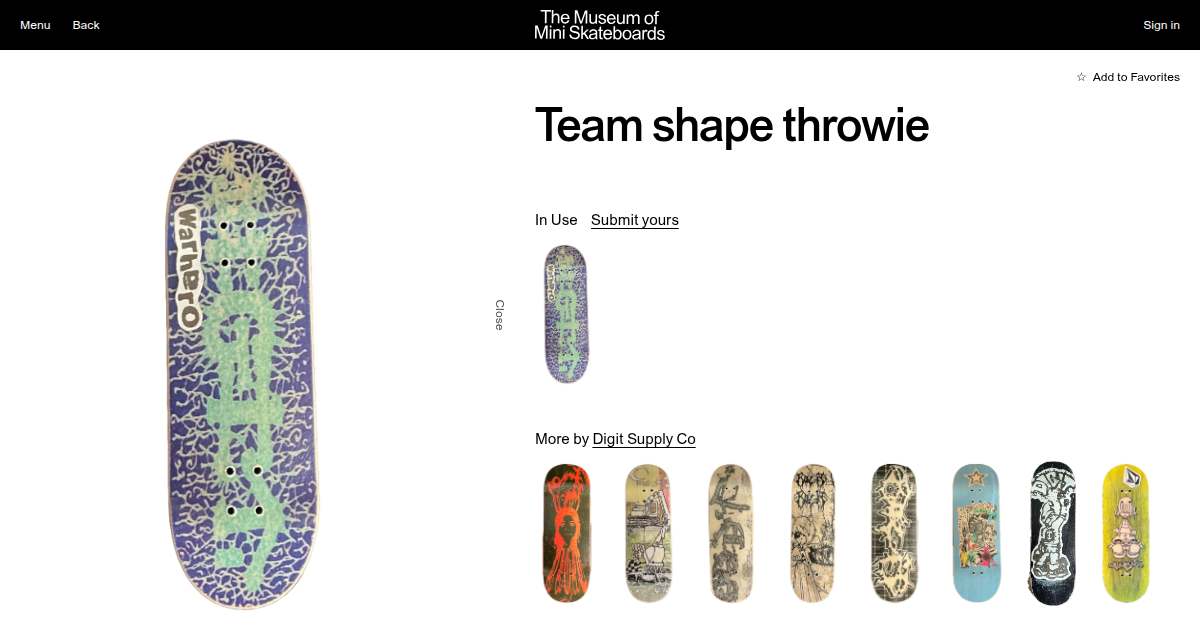 Menu
Back
The Museum of
Mini Skateboards
Sign in
☆ Add to Favorites
Team shape throwie
In Use
Submit yours
Warhero
Close
More by Digit Supply Co